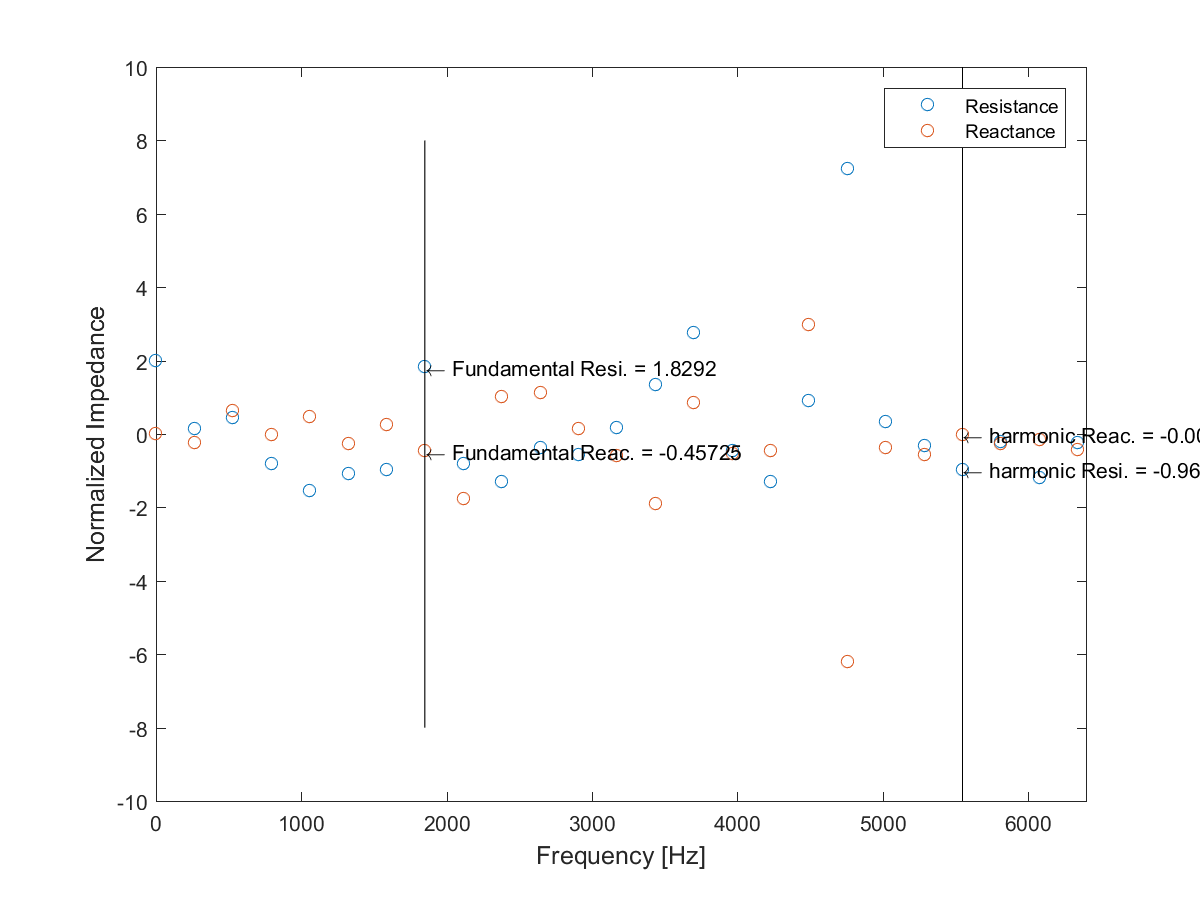 10
8
6
4
2
0
-2
-4
-6
-8
-10
Normalized Impedance
Resistance
Reactance
Fundamental Resi. = 1.8292
Fundamental Reac. = -0.45725
harmonic Reac. = -0.00
harmonic Resi. = -0.96
0
1000
2000
3000
4000
5000
6000
Frequency [Hz]